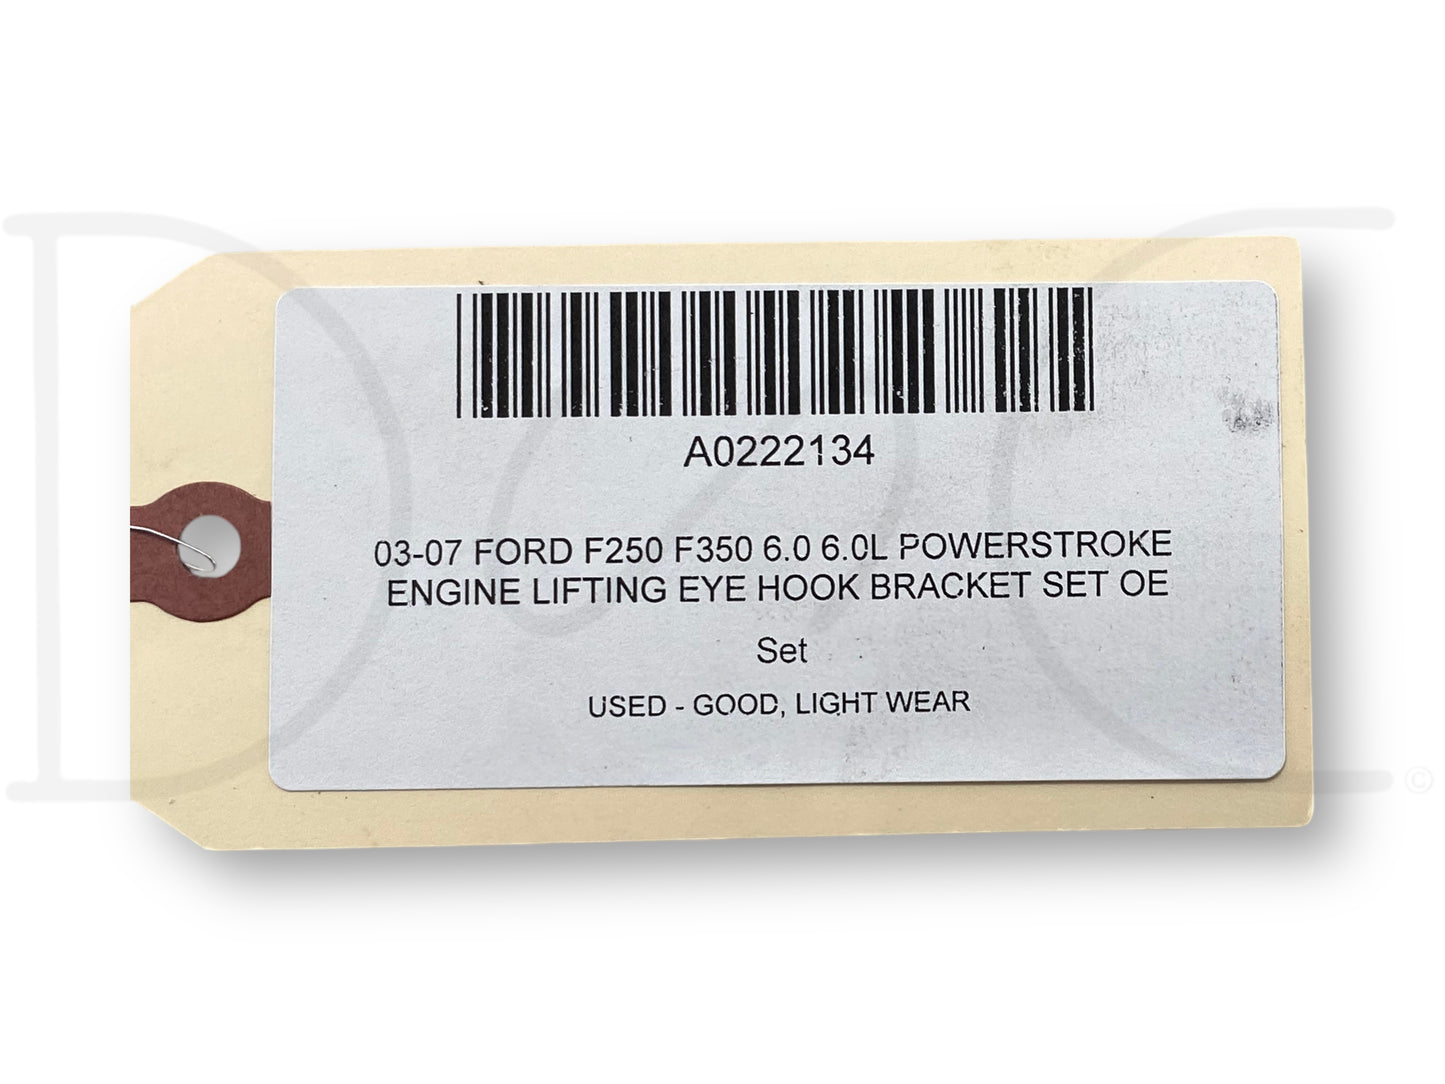 A0222134
03-07 FORD F250 F350 6.0 6.0L POWERSTROKE
ENGINE LIFTING EYE HOOK BRACKET SET OE
Set
USED - GOOD, LIGHT WEAR
©